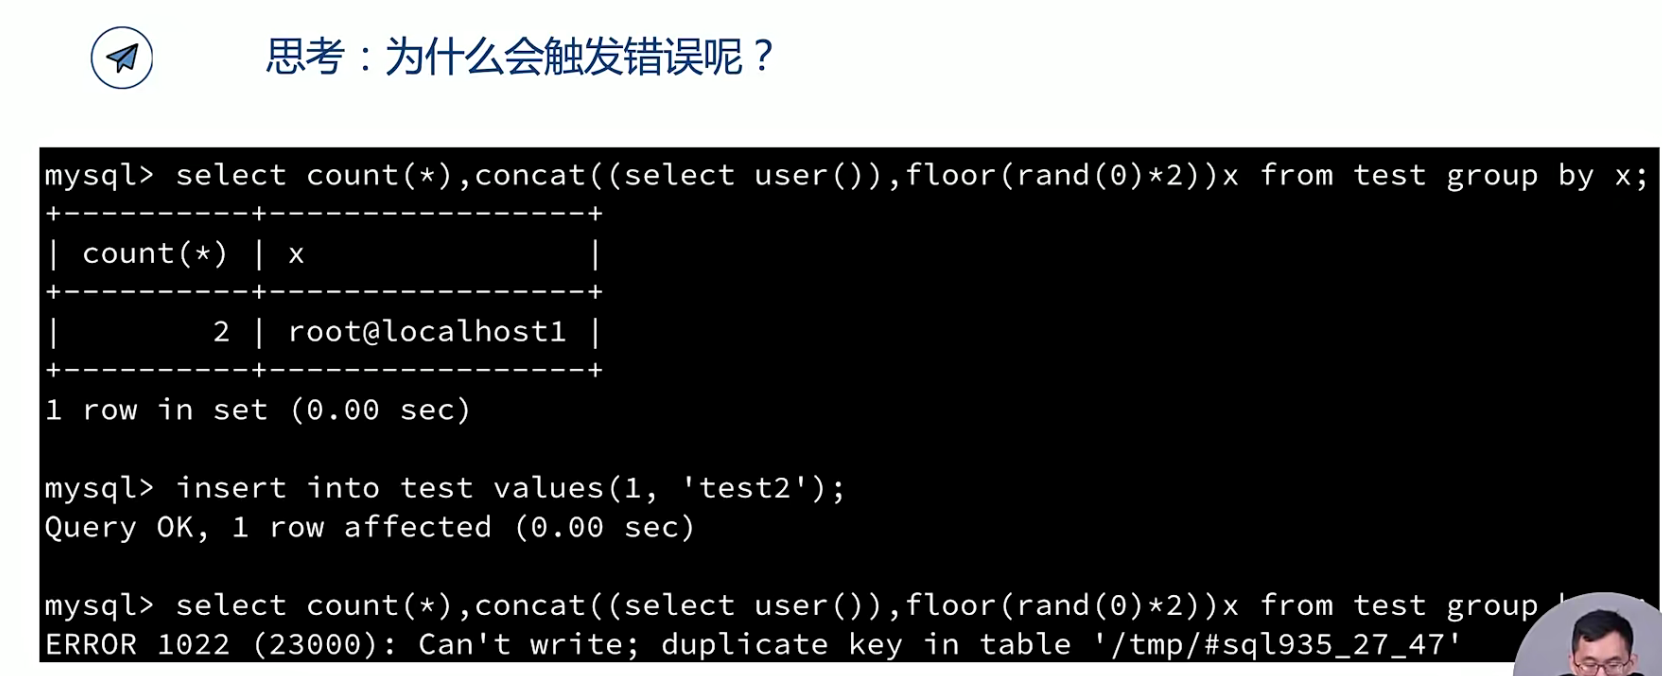 思考：为什么会触发错误呢？
mysql> select count(*),concat((select user()),floor(rand(0)*2))x from test group by x;
+----------+-----------------+
| count(*) | x               |
+----------+-----------------+
|        2 | root@localhost1 |
+----------+-----------------+
1 row in set (0.00 sec)
mysql> insert into test values(1, 'test2');
Query OK, 1 row affected (0.00 sec)
mysql> select count(*),concat((select user()),floor(rand(0)*2))x from test group
ERROR 1022 (23000): Can't write; duplicate key in table '/tmp/#sql935_27_47'